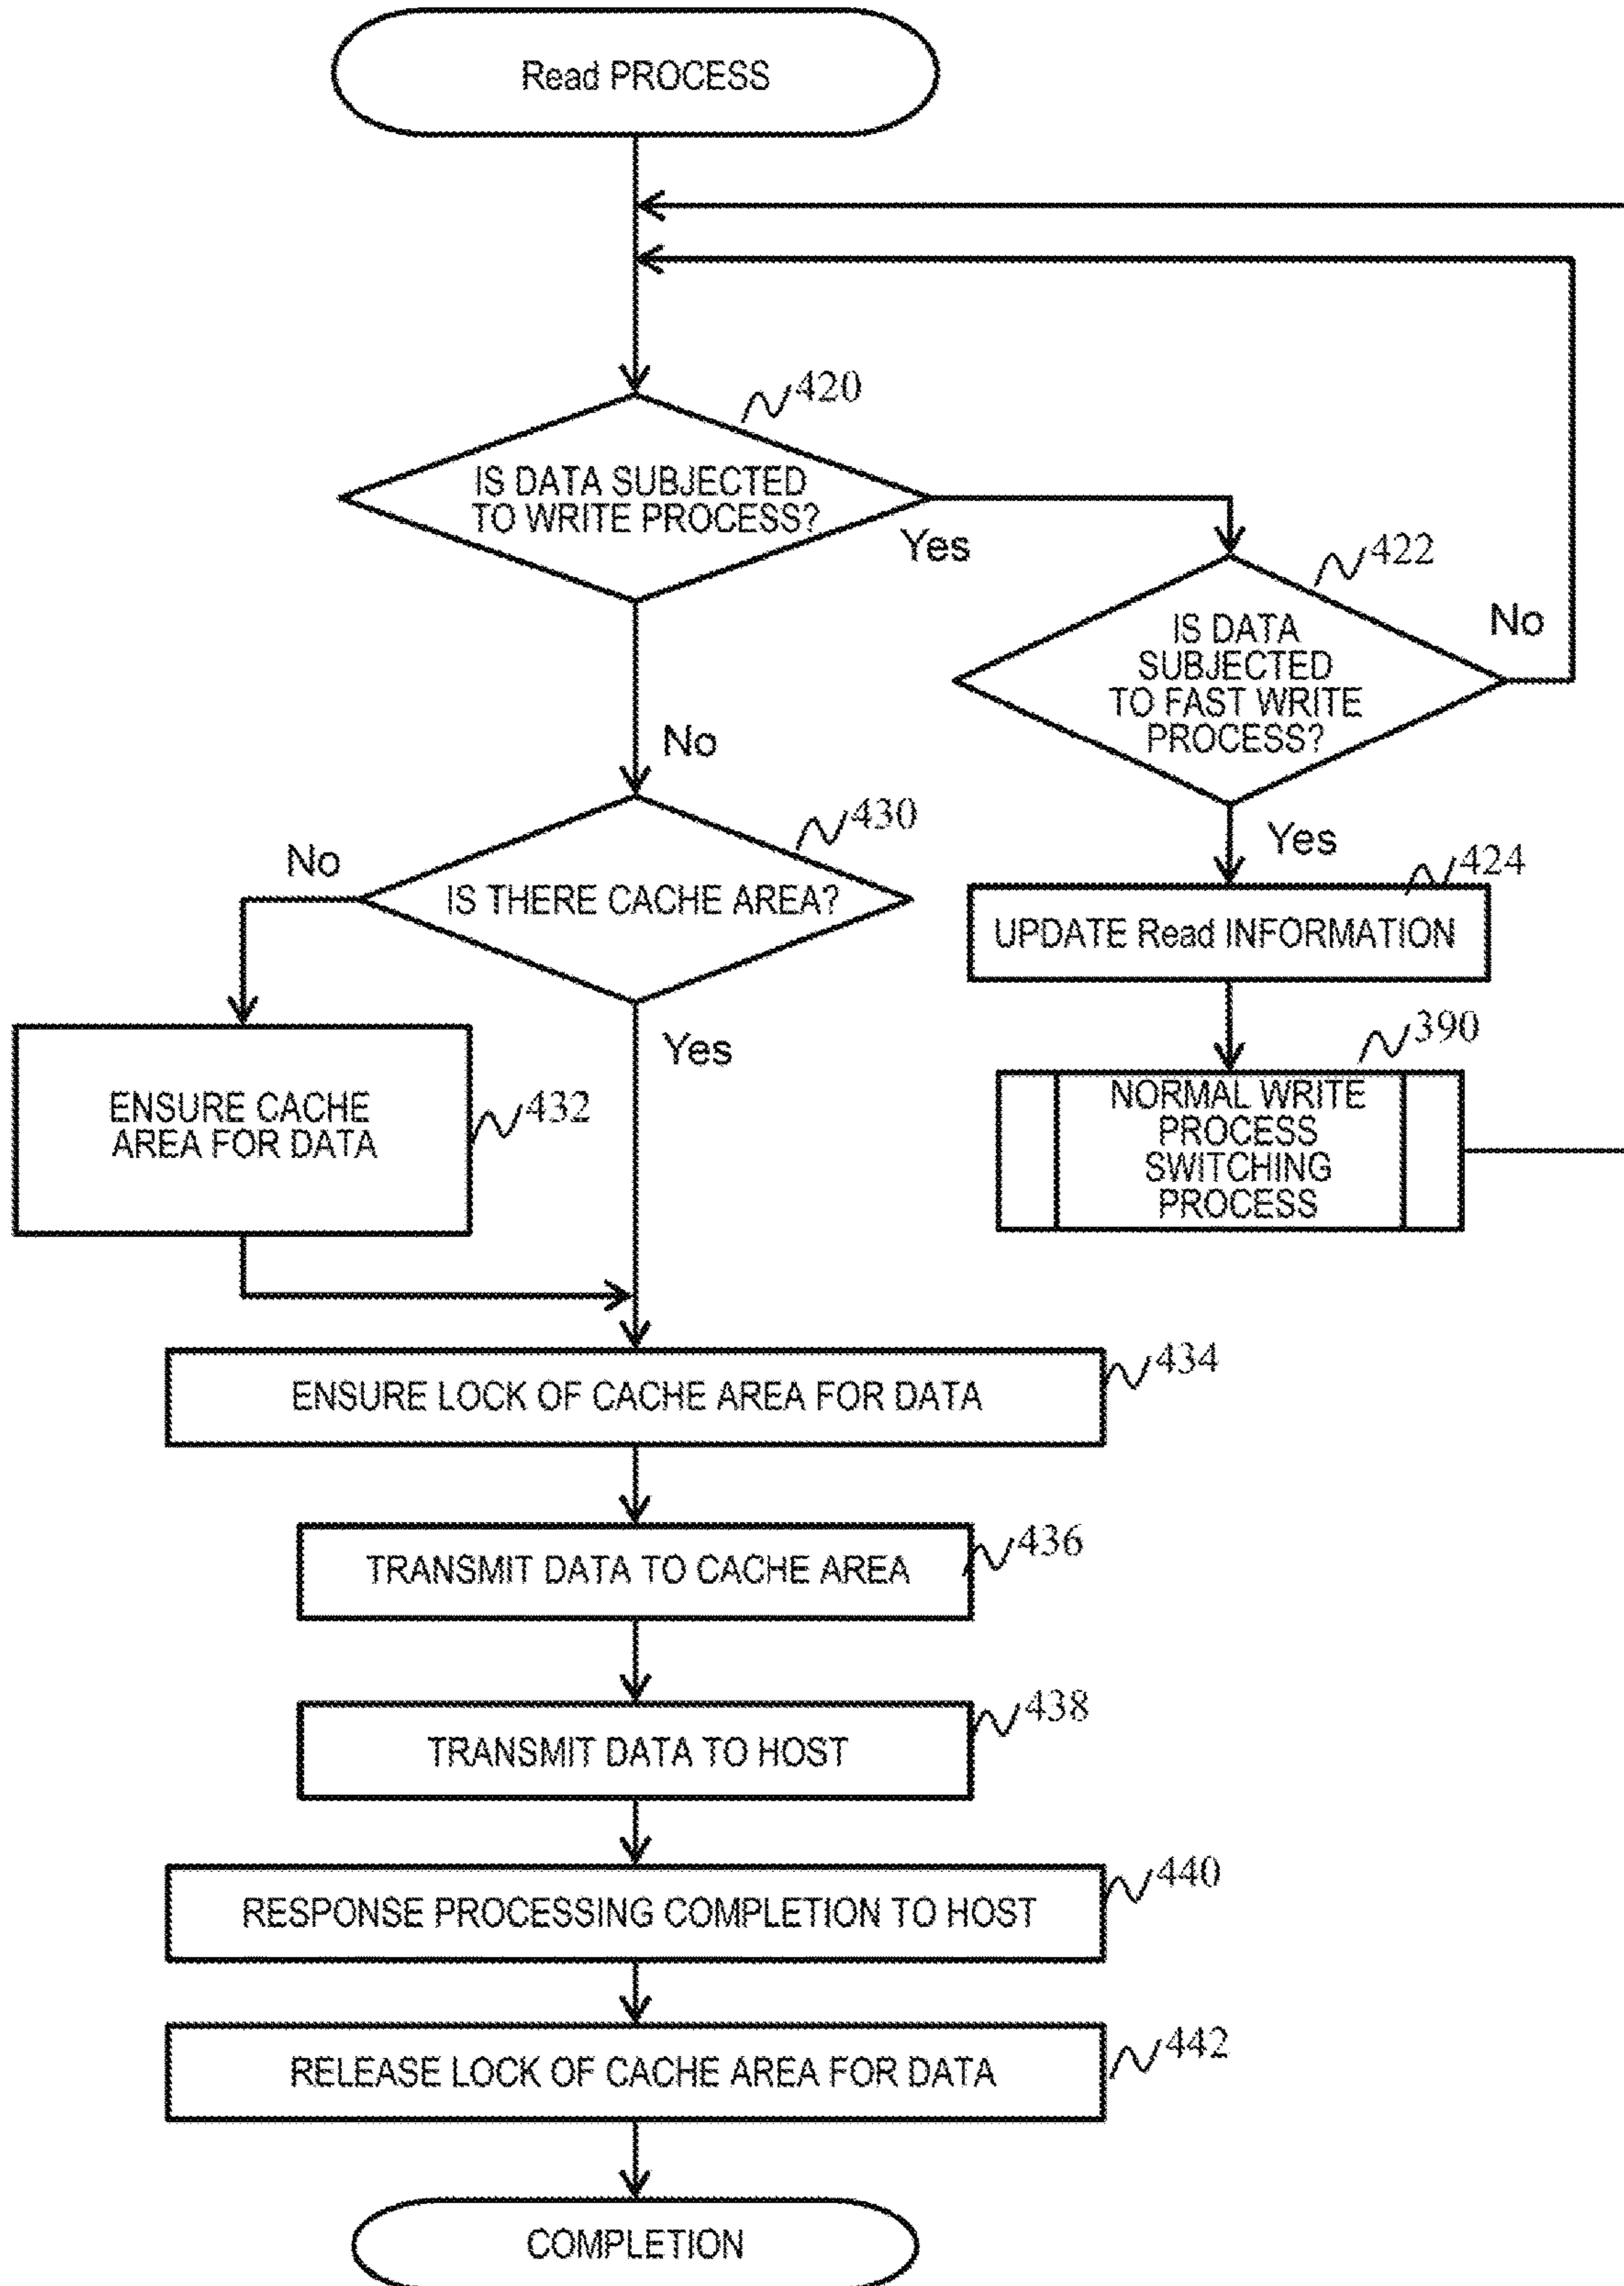 Read PROCESS
420
IS DATA SUBJECTED
TO WRITE PROCESS?
Yes
422
IS DATA
SUBJECTED
TO FAST WRITE
PROCESS?
No
No
Yes
430
IS THERE CACHE AREA?
No
424
UPDATE Read INFORMATION
Yes
390
NORMAL WRITE
PROCESS
SWITCHING
PROCESS
ENSURE CACHE
AREA FOR DATA
432
434
ENSURE LOCK OF CACHE AREA FOR DATA
436
TRANSMIT DATA TO CACHE AREA
438
TRANSMIT DATA TO HOST
440
RESPONSE PROCESSING COMPLETION TO HOST
442
RELEASE LOCK OF CACHE AREA FOR DATA
COMPLETION